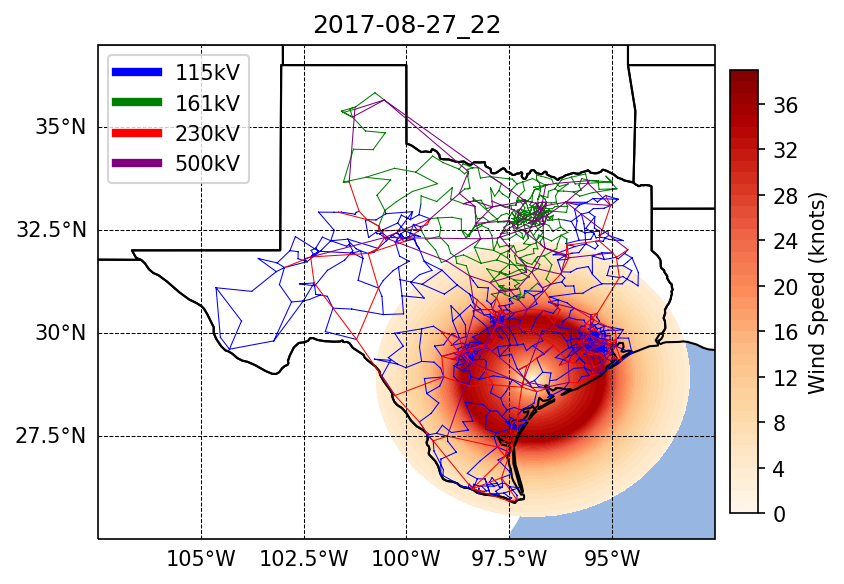 2017-08-27_22
115kV
161kV
230kV
500kV
35°N
32.5°N
30°N
27.5°N
105°W
102.5°W
100°W
97.5°W
95°W
36
32
28
24
20
16
12
8
4
0
Wind Speed (knots)